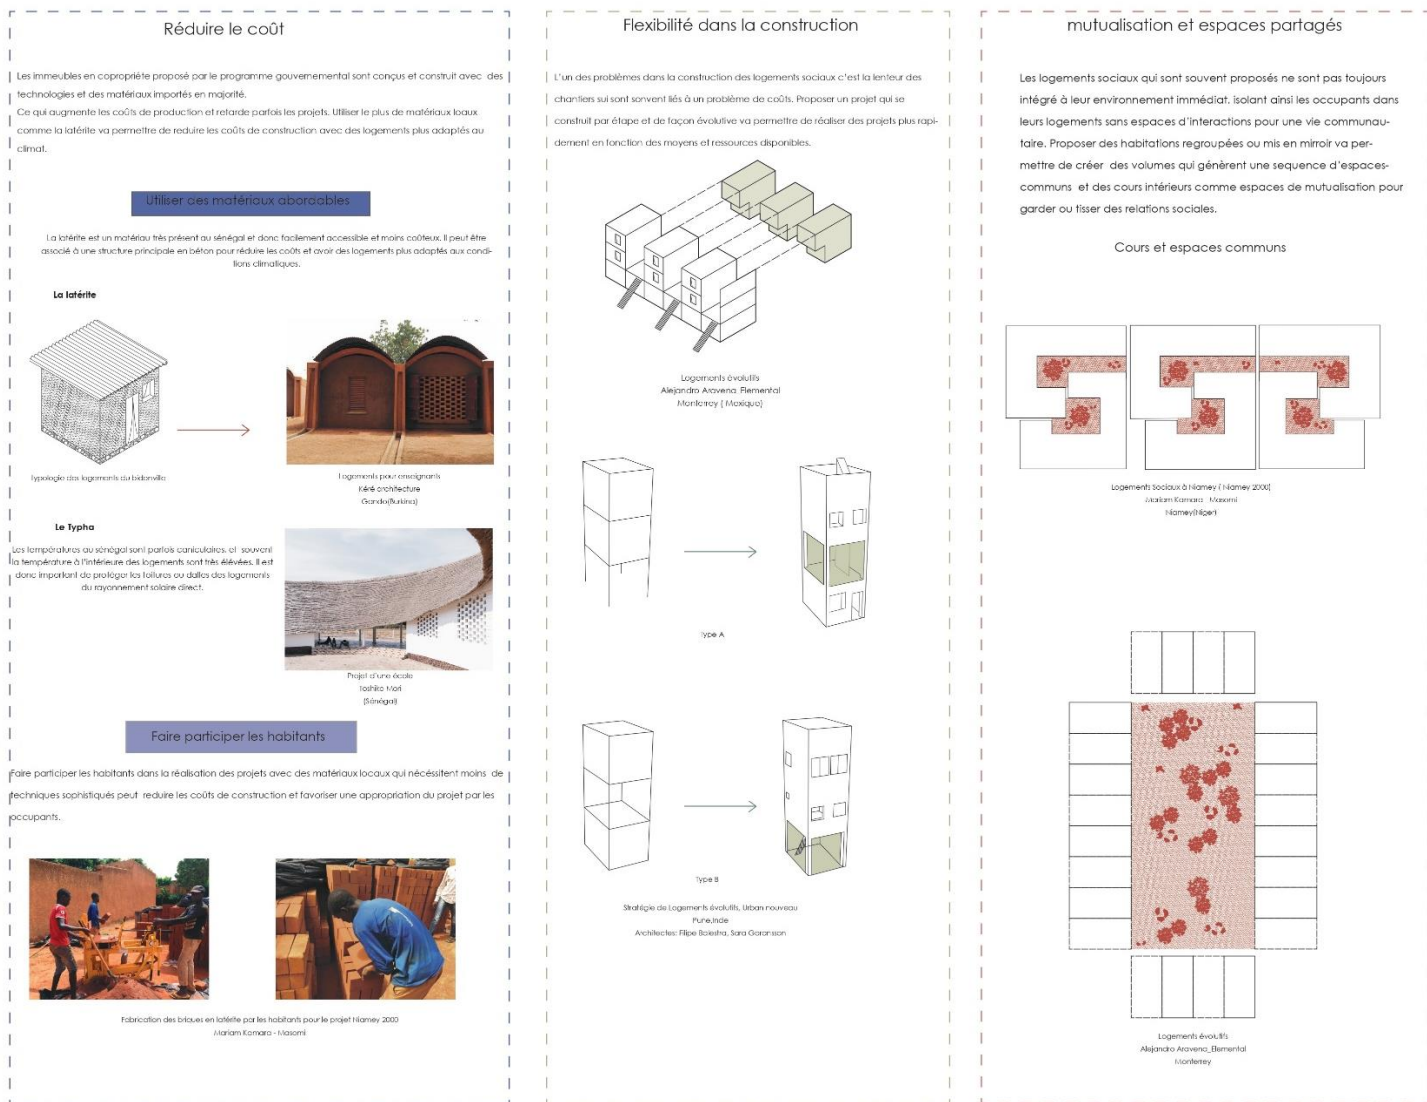 Réduire le coût
Les immeubles en copropriéte proposé par le programme gouvernemental sont conçus et construit avec des
technologies et des matériaux importés en majorité.
Ce qui augmente les coûts de production et retarde parfois les projets. Utiliser le plus de matériaux loaux
comme la latérite va permettre de reduire les coûts de construction avec des logements plus adaptés au
climat.
Utiliser des matériaux abordables
La latérite est un matériau très présent au sénégal et donc facilement accessible et moins coûteux. Il peut être
associé à une structure principale en béton pour réduire les coûts et avoir des logements plus adaptés aux condi-
tions climatiques.
La latérite
Typologie des logements du bidonville
Logements pour enseignants
Kéré architecture
Gando(Burkina)
Le Typha
Les températures au sénégal sont parfois caniculaires, et souvent
la température à l'intérieure des logements sont très élévées. Il est
donc important de protéger les toitures ou dalles des logements
du rayonnement solaire direct.
Projet d'une école
Toshiko Mori
(Sénégal)
Faire participer les habitants
Faire participer les habitants dans la réalisation des projets avec des matériaux locaux qui nécéssitent moins de
techniques sophistiqués peut reduire les coûts de construction et favoriser une appropriation du projet par les
occupants.
Fabrication des briques en latérite par les habitants pour le projet Niamey 2000
Mariam Kamara - Masomi
Flexibilité dans la construction
L'un des problèmes dans la construction des logements sociaux c'est la lenteur des
chantiers sui sont sonvent liés à un problème de coûts. Proposer un projet qui se
construit par étape et de façon évolutive va permettre de réaliser des projets plus rapi-
dement en fonction des moyens et ressources disponibles.
Logements évolutifs
Alejandro Aravena_Elemental
Monterrey ( Mexique)
Type A
Type B
Stratégie de Logements évolutifs, Urban nouveau
Pune,Inde
Architectes: Filipe Balestra, Sara Goransson
mutualisation et espaces partagés
Les logements sociaux qui sont souvent proposés ne sont pas toujours
intégré à leur environnement immédiat. isolant ainsi les occupants dans
leurs logements sans espaces d'interactions pour une vie communau-
taire. Proposer des habitations regroupées ou mis en mirroir va per-
mettre de créer des volumes qui génèrent une sequence d'espaces-
communs et des cours intérieurs comme espaces de mutualisation pour
garder ou tisser des relations sociales.
Cours et espaces communs
Logements Sociaux à Niamey ( Niamey 2000)
Mariam Kamara - Masomi
Niamey(Niger)
Logements évolutifs
Alejandro Aravena_Elemental
Monterrey